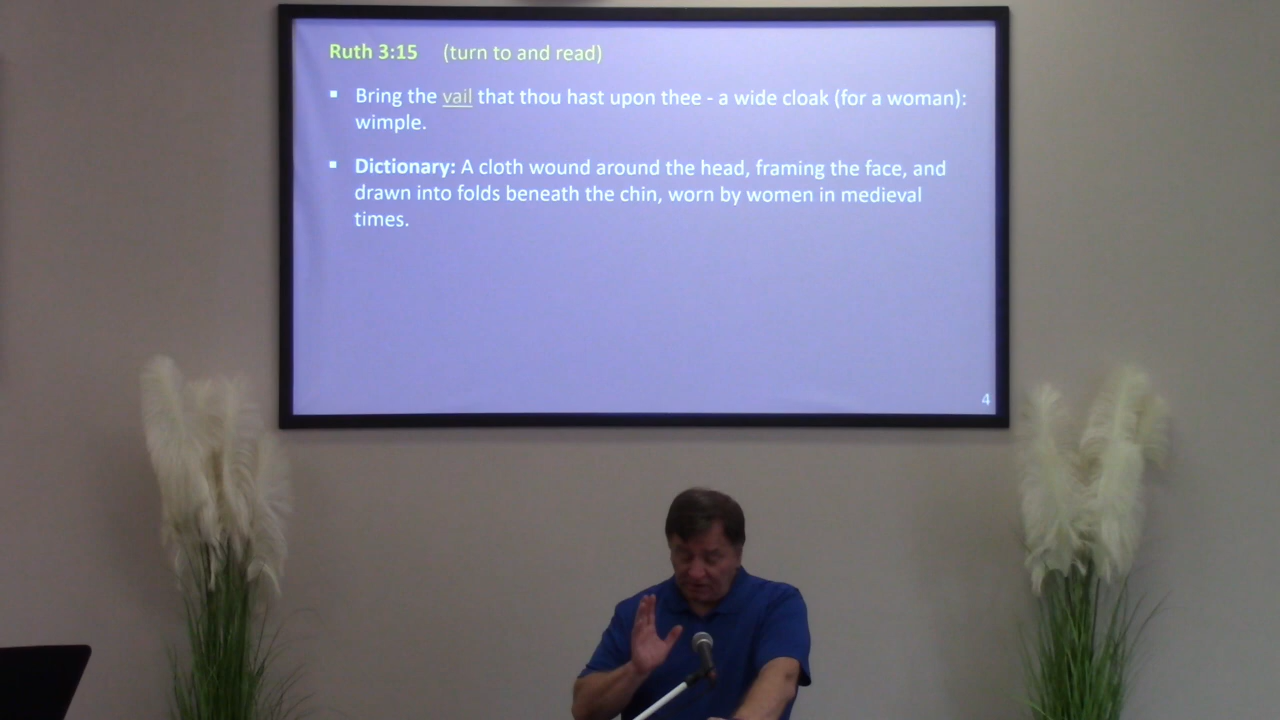 Ruth 3:15 (turn to and read)
▪ Bring the vail that thou hast upon thee - a wide cloak (for a woman):
wimple.
▪ Dictionary: A cloth wound around the head, framing the face, and
drawn into folds beneath the chin, worn by women in medieval
times.
4